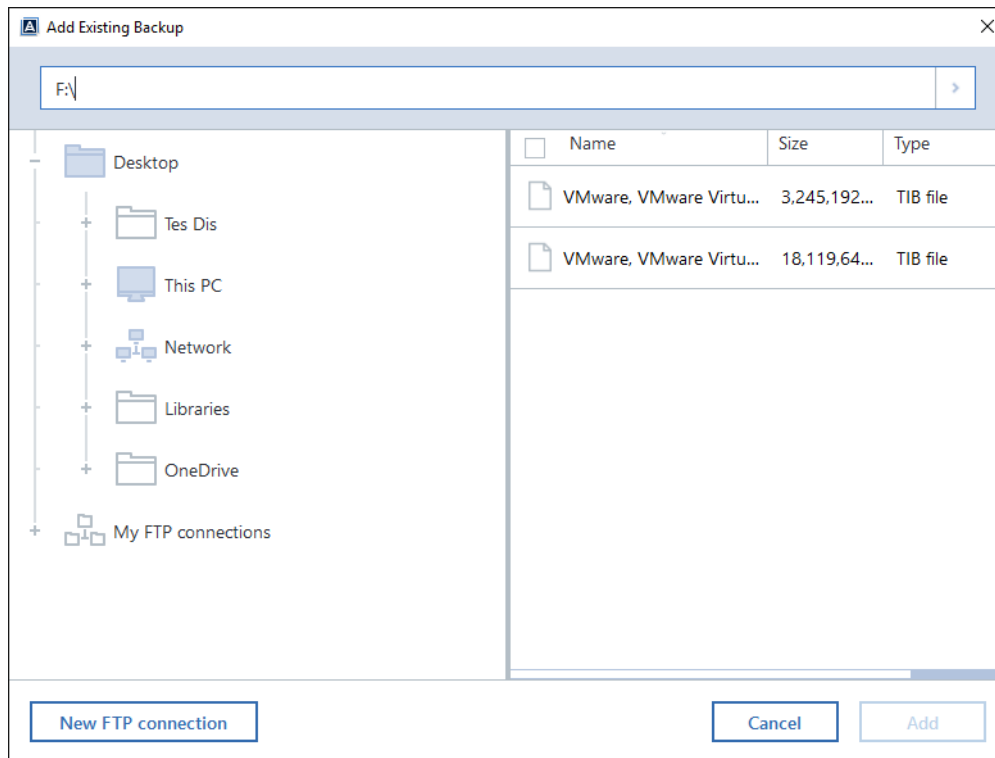 Add Existing Backup
F:\
Desktop
Tes Dis
This PC
Network
Libraries
OneDrive
My FTP connections
Name Size Type
VMware, VMware Virtu... 3,245,192... TIB file
VMware, VMware Virtu... 18,119,64... TIB file
New FTP connection
Cancel
Add